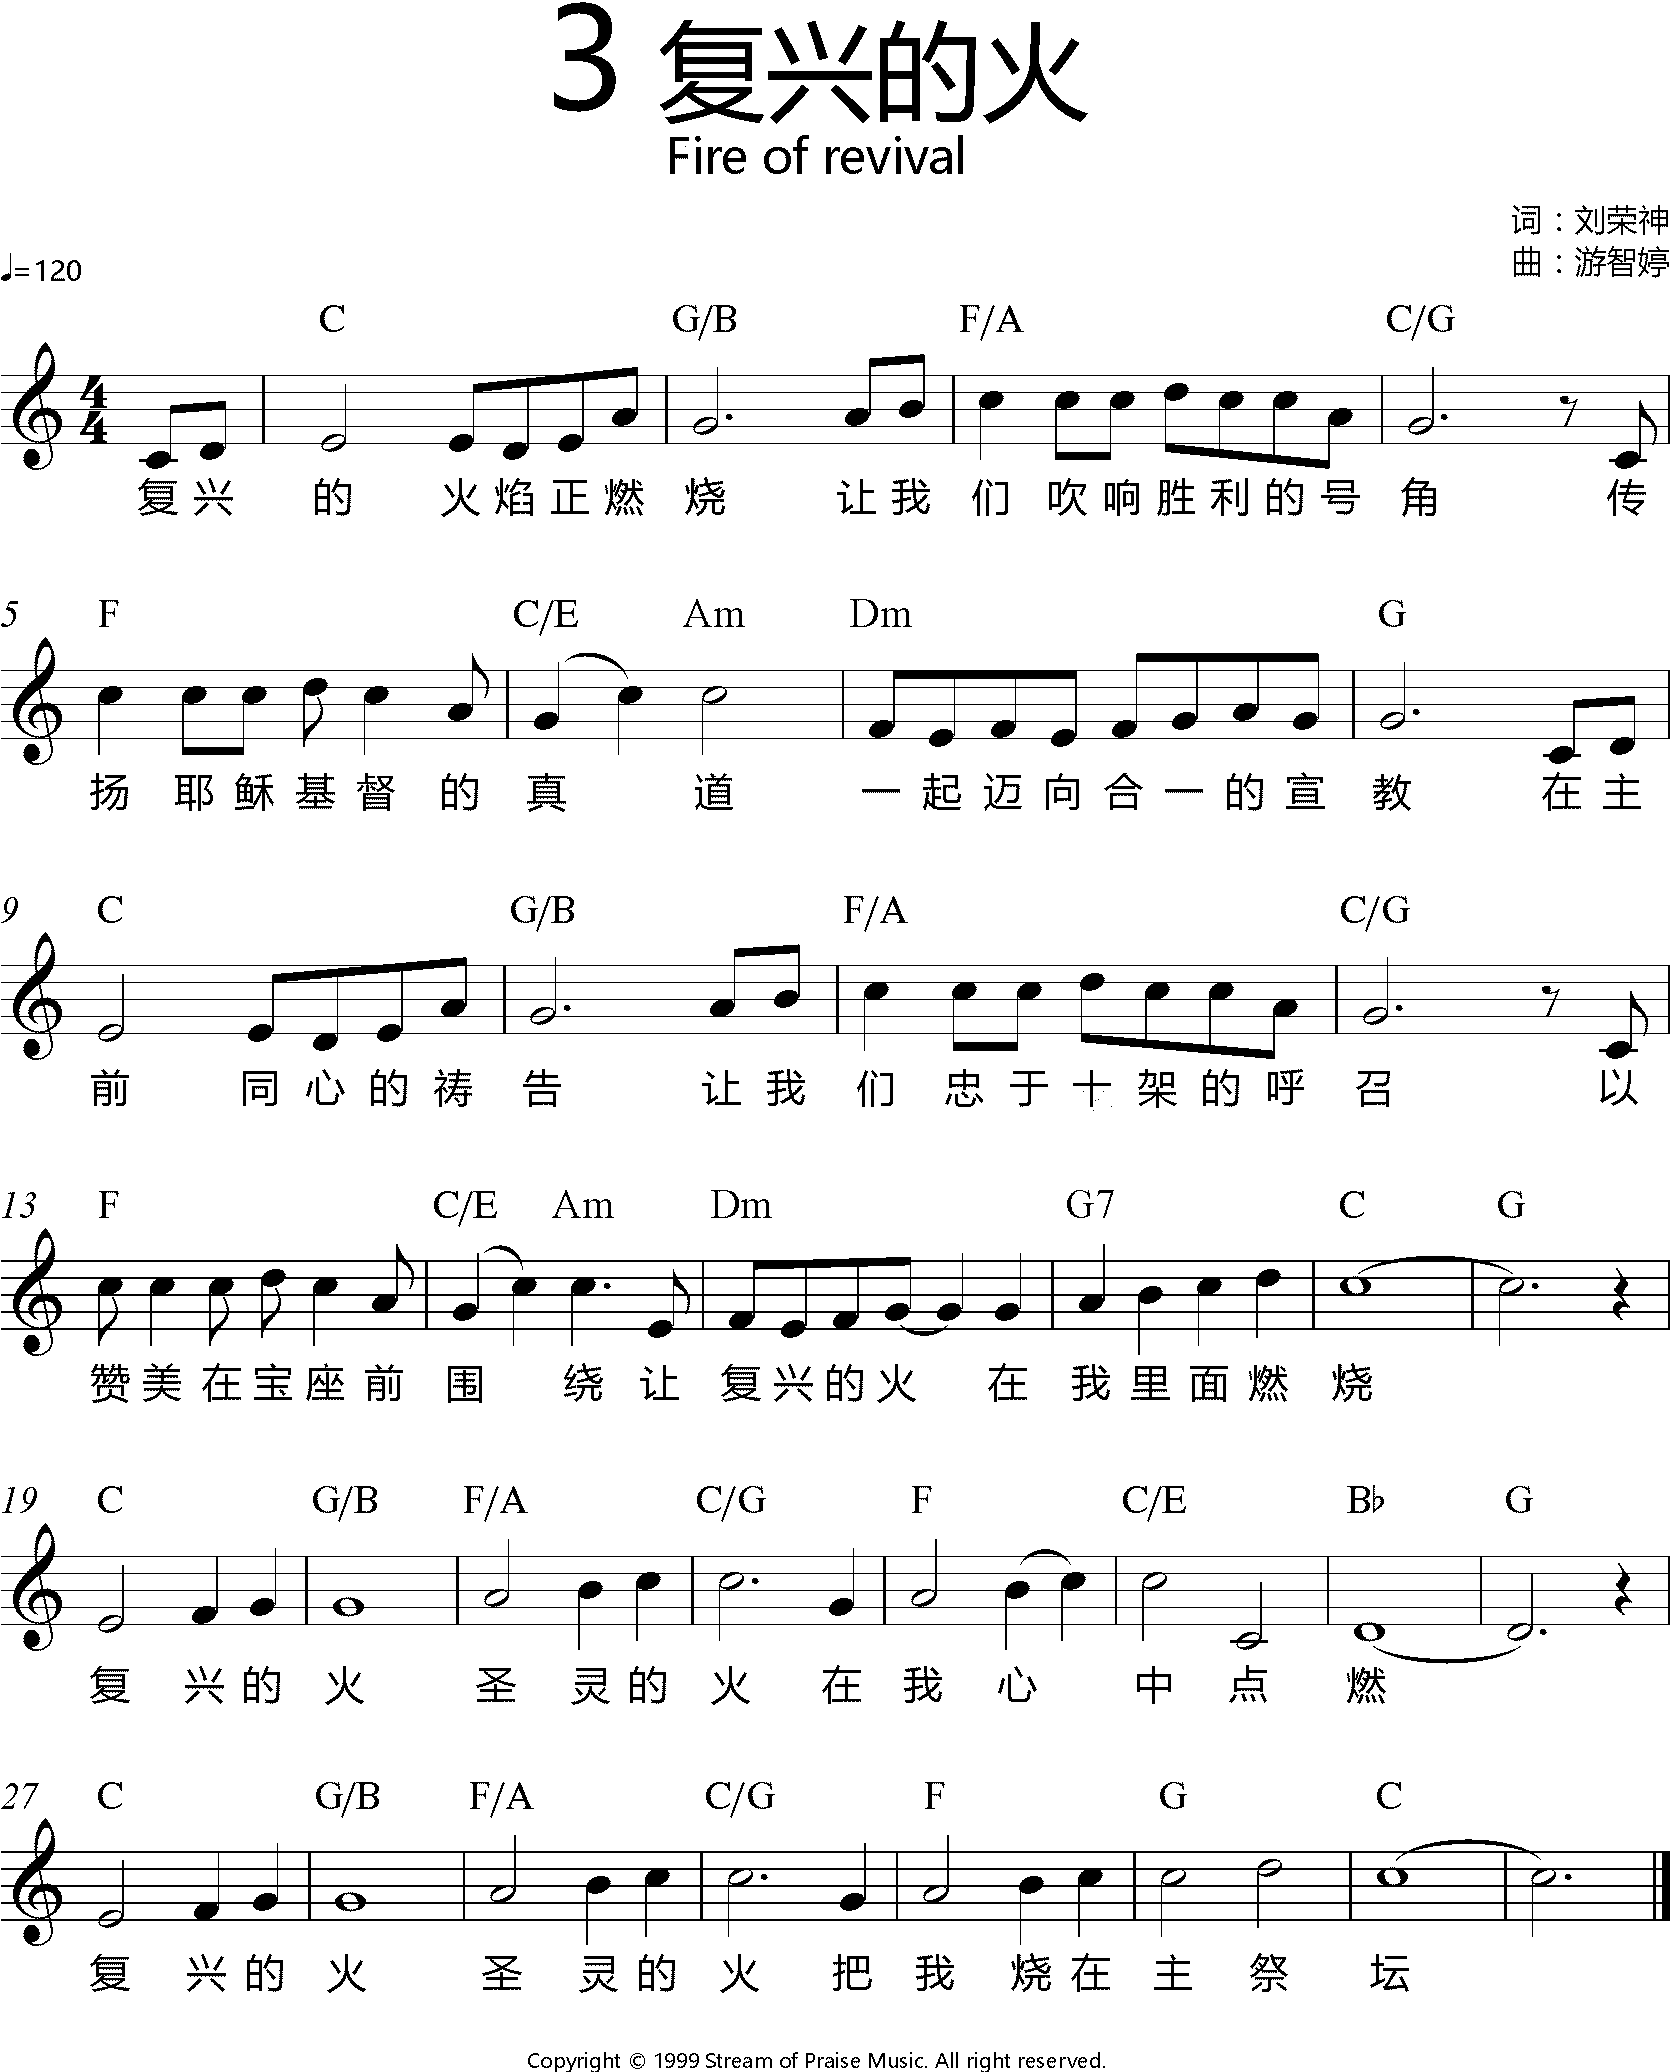 3 复兴的火
Fire of revival
词：刘荣神
曲：游智婷
♩=120
C G/B F/A C/G
4/4
复兴 的 火焰正燃 烧 让我 们 吹响胜利的号 角 传
5 F C/E Am Dm G
扬 耶稣基督 的 真 道 一起迈向合一的宣 教 在主
9 C G/B F/A C/G
前 同心的祷 告 让我 们 忠于十架的呼 召 以
13 F C/E Am Dm G7 C G
赞美在宝座前 围 绕 让 复兴的火 在 我里面燃 烧
19 C G/B F/A C/G F C/E B♭ G
复 兴的 火 圣 灵的 火 在 我 心 中 点 燃
27 C G/B F/A C/G F G C
复 兴的 火 圣 灵的 火 把 我 烧在 主 祭 坛
Copyright © 1999 Stream of Praise Music. All right reserved.